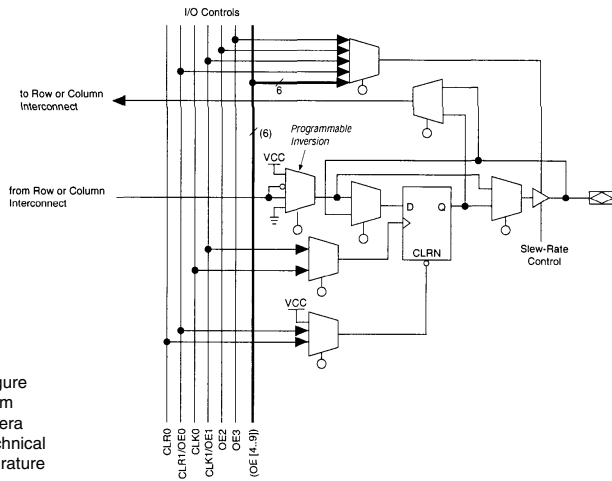 I/O Controls
6
to Row or Column
Interconnect
(6)
Programmable
Inversion
VCC
from Row or Column
Interconnect
D
Q
CLRN
Slew-Rate
Control
VCC
CLR0
CLR1/OE0
CLK0
CLK1/OE1
OE2
OE3
(OE [4..9])
gure
m
era
chnical
rature